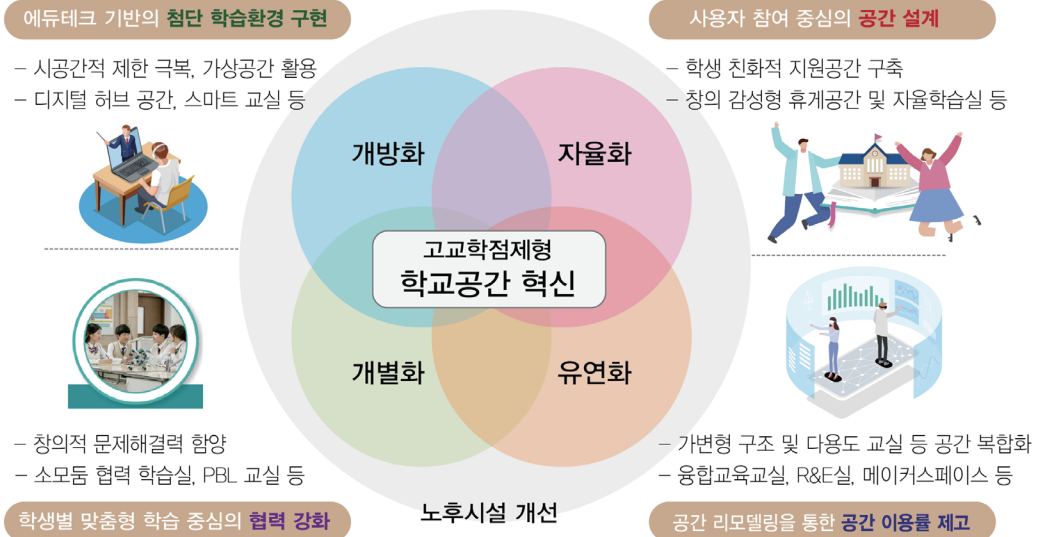 에듀테크 기반의 첨단 학습환경 구현
- 시공간적 제한 극복, 가상공간 활용
- 디지털 허브 공간, 스마트 교실 등
사용자 참여 중심의 공간 설계
- 학생 친화적 지원공간 구축
- 창의 감성형 휴게공간 및 자율학습실 등
개방화
자율화
고교학점제형
학교공간 혁신
개별화
유연화
노후시설 개선
- 창의적 문제해결력 함양
- 소모둠 협력 학습실, PBL 교실 등
학생별 맞춤형 학습 중심의 협력 강화
- 가변형 구조 및 다용도 교실 등 공간 복합화
- 융합교육교실, R&E실, 메이커스페이스 등
공간 리모델링을 통한 공간 이용률 제고